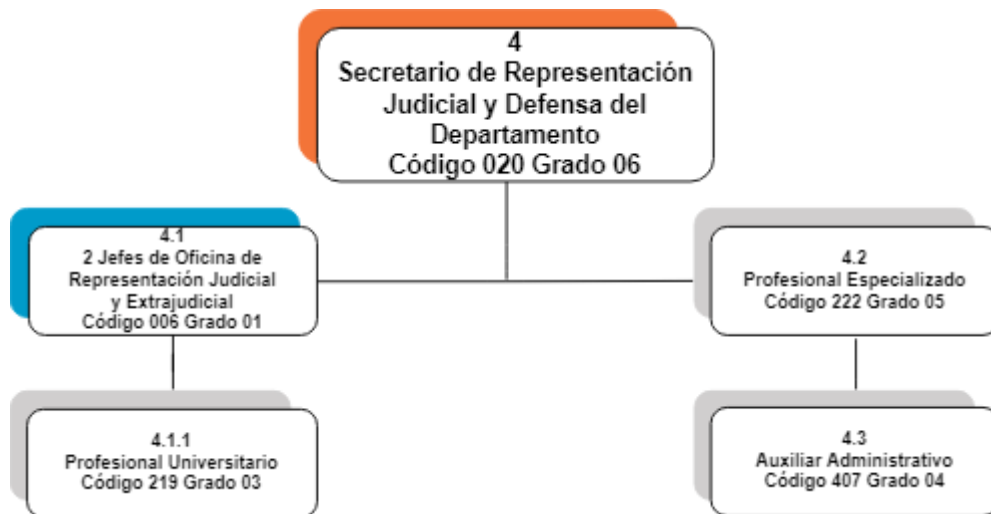 4
Secretario de Representación
Judicial y Defensa del
Departamento
Código 020 Grado 06
4.1
2 Jefes de Oficina de
Representación Judicial
y Extrajudicial
Código 006 Grado 01
4.2
Profesional Especializado
Código 222 Grado 05
4.1.1
Profesional Universitario
Código 219 Grado 03
4.3
Auxiliar Administrativo
Código 407 Grado 04